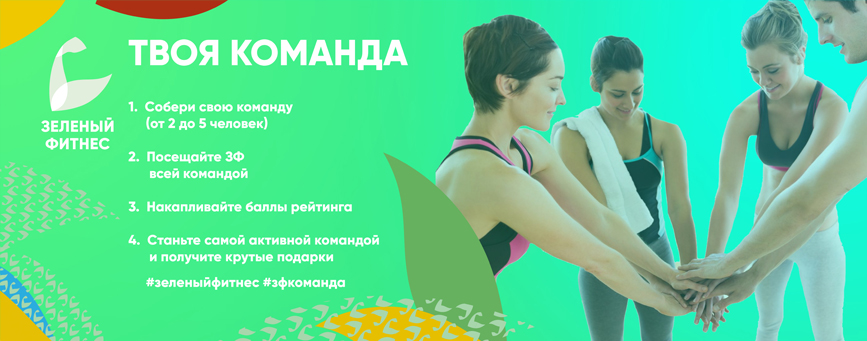 ТВОЯ КОМАНДА
ЗЕЛЕНЫЙ
ФИТНЕС
1. Собери свою команду
(от 2 до 5 человек)
2. Посещайте ЗФ
всей командой
3. Накапливайте баллы рейтинга
4. Станьте самой активной командой
и получите крутые подарки
#зеленыйфитнес #зфкоманда